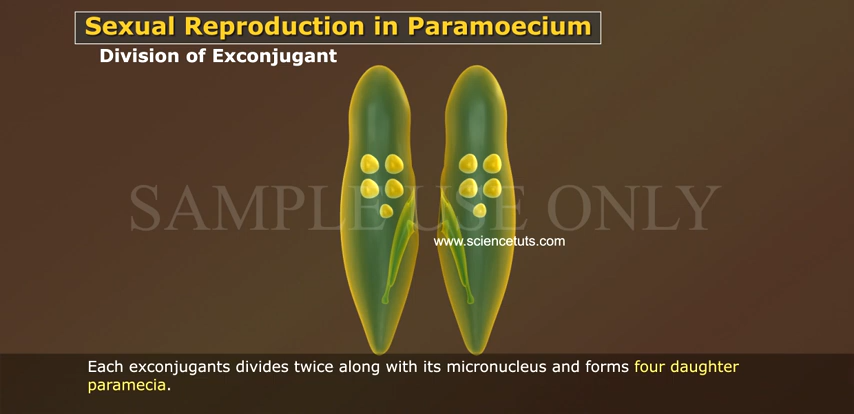 Sexual Reproduction in Paramoecium
Division of Exconjugant
SAMPLE USE ONLY
www.sciencetuts.com
Each exconjugants divides twice along with its micronucleus and forms four daughter
paramecia.